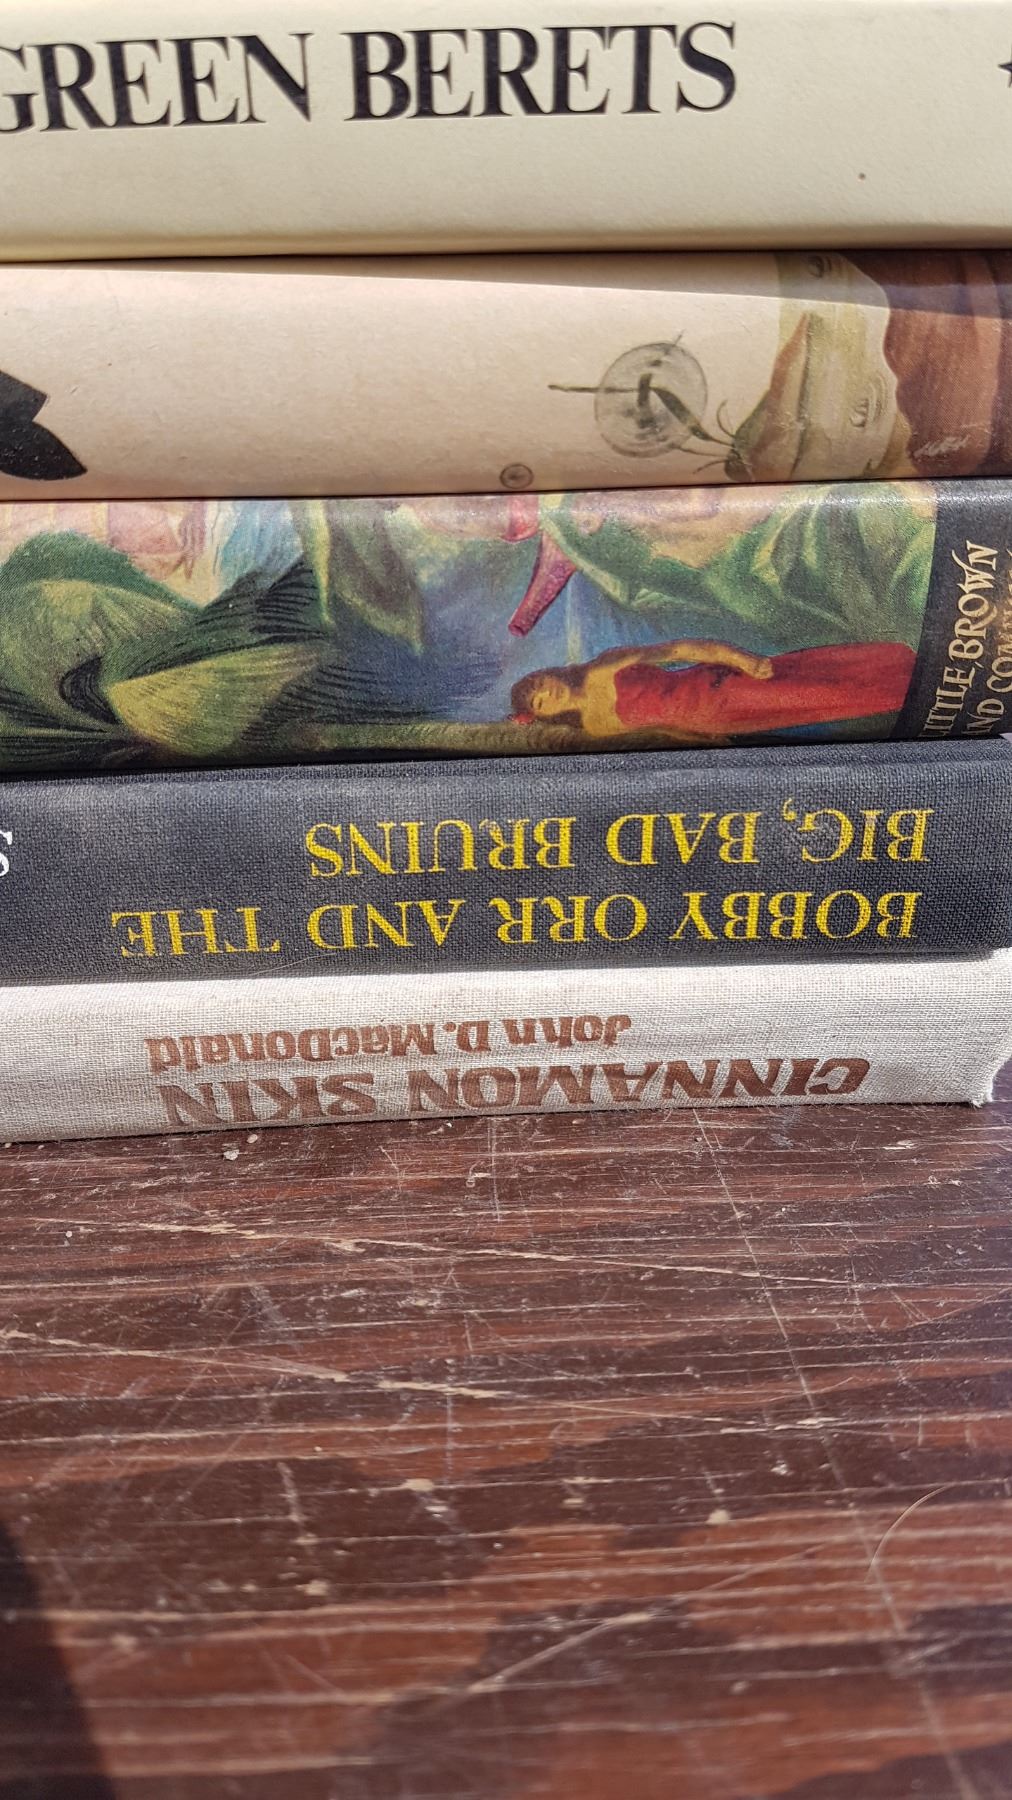 GREEN BERETS
LITTLE, BROWN
AND COMPANY
BOBBY ORR AND THE
BIG, BAD BRUINS
S
CINNAMON SKIN
John D. MacDonald